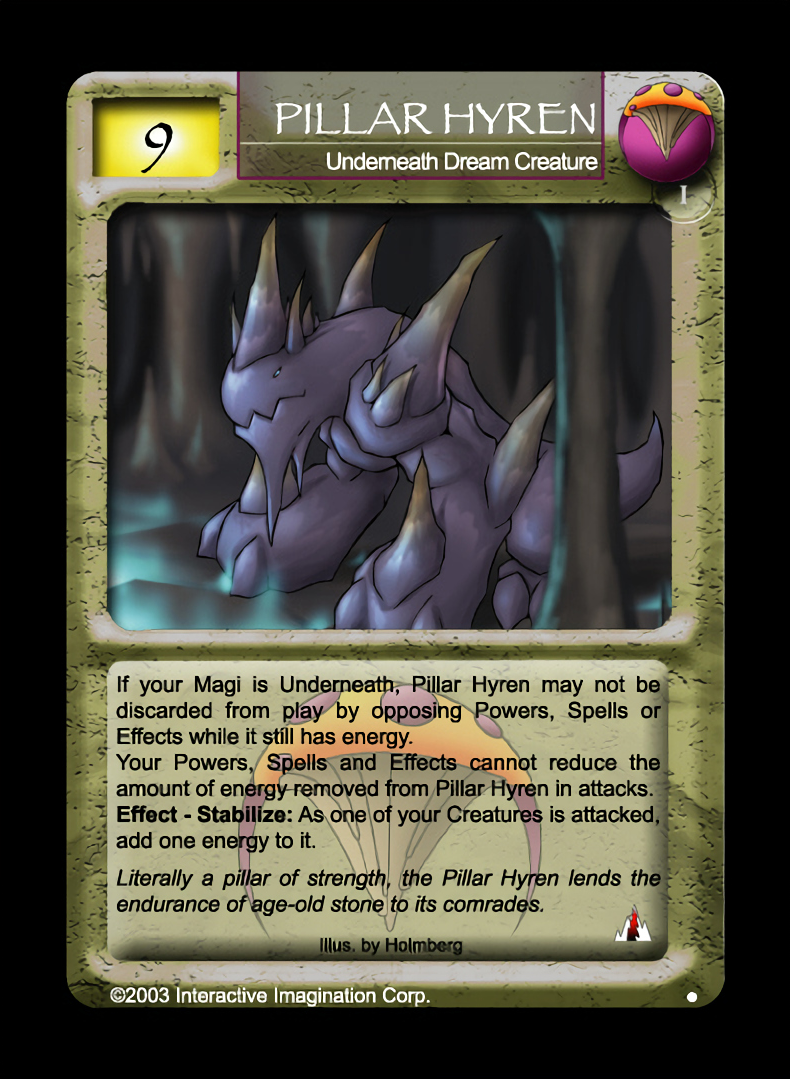 9
PILLAR HYREN
Underneath Dream Creature
I
If your Magi is Underneath, Pillar Hyren may not be
discarded from play by opposing Powers, Spells or
Effects while it still has energy.
Your Powers, Spells and Effects cannot reduce the
amount of energy removed from Pillar Hyren in attacks.
Effect - Stabilize: As one of your Creatures is attacked,
add one energy to it.
Literally a pillar of strength, the Pillar Hyren lends the
endurance of age-old stone to its comrades.
Illus. by Holmberg
©2003 Interactive Imagination Corp.